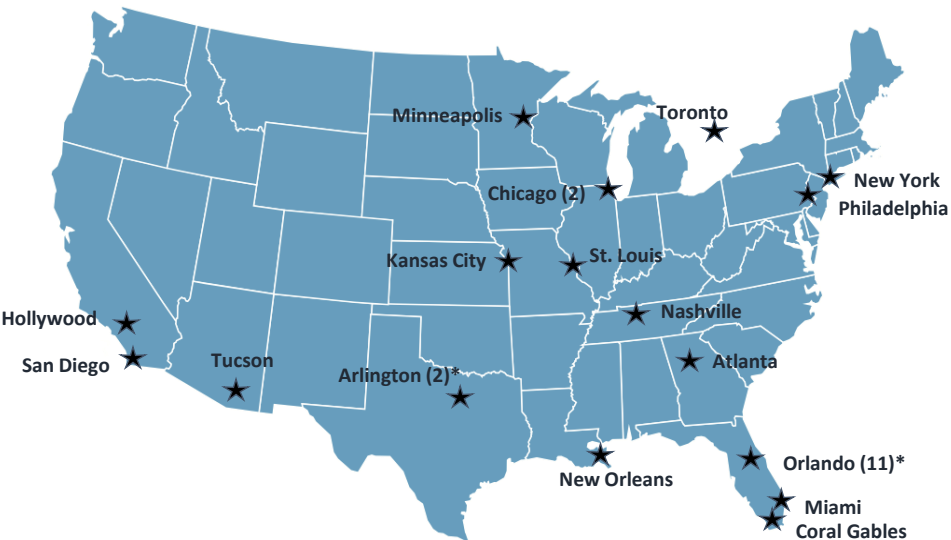 Minneapolis
Toronto
New York
Chicago (2)
Philadelphia
Kansas City
St. Louis
Hollywood
Nashville
San Diego
Tucson
Arlington (2)*
Atlanta
New Orleans
Orlando (11)*
Miami
Coral Gables